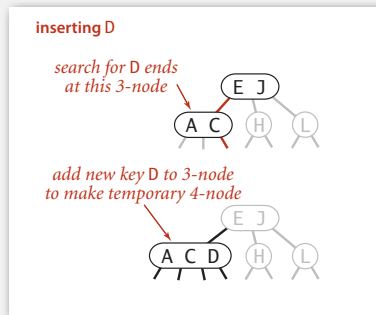 inserting D
search for D ends
at this 3-node
E J
A C
H
L
add new key D to 3-node
to make temporary 4-node
E J
A C D
H
L